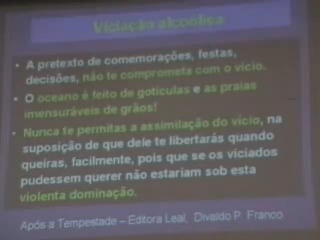 Viciação alcoólica
• A pretexto de comemorações, festas,
decisões, não te comprometa com o vício.
• O oceano é feito de gotículas e as praias
imensuráveis de grãos!
• Nunca te permitas a assimilação do vício, na
suposição de que dele te libertarás quando
queiras, facilmente, pois que se os viciados
pudessem querer não estariam sob esta
violenta dominação.
Após a Tempestade – Editora Leal, Divaldo P. Franco